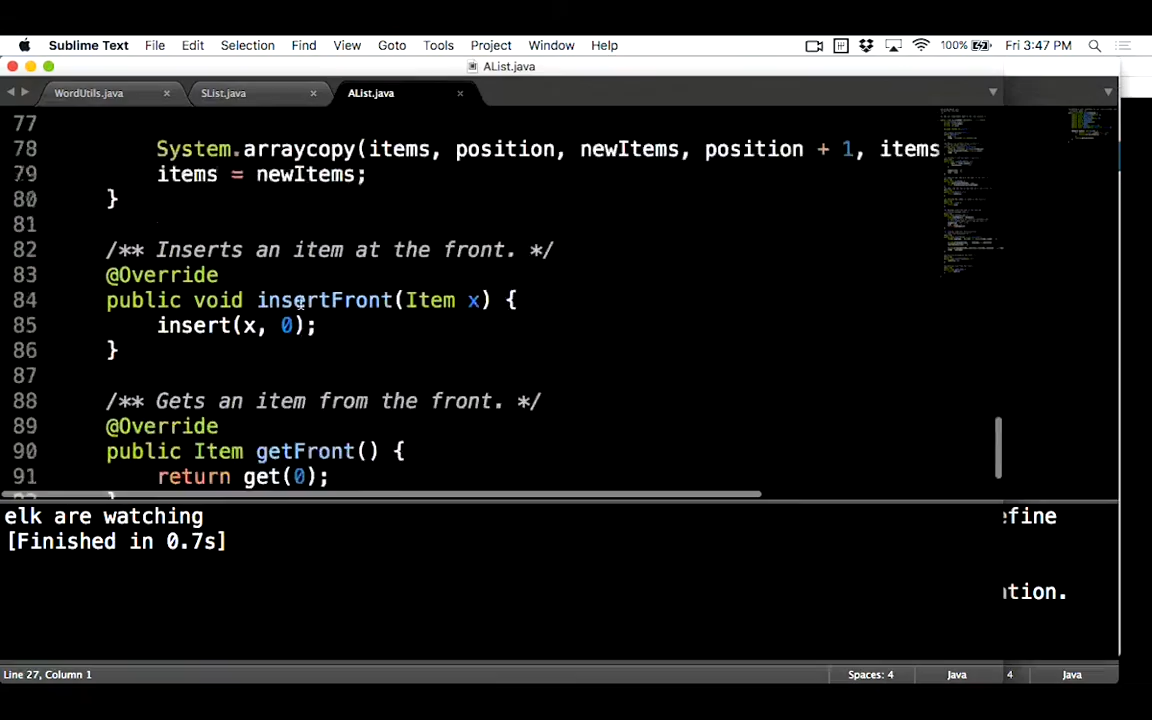 Sublime Text File Edit Selection Find View Goto Tools Project Window Help 100% Fri 3:47 PM
AList.java
WordUtils.java × SList.java × AList.java ×
77
78 System.arraycopy(items, position, newItems, position + 1, items
79 items = newItems;
80 }
81
82 /** Inserts an item at the front. */
83 @Override
84 public void insertFront(Item x) {
85 insert(x, 0);
86 }
87
88 /** Gets an item from the front. */
89 @Override
90 public Item getFront() {
91 return get(0);
elk are watching efine
[Finished in 0.7s]
tion.
Line 27, Column 1 Spaces: 4 Java 4 Java